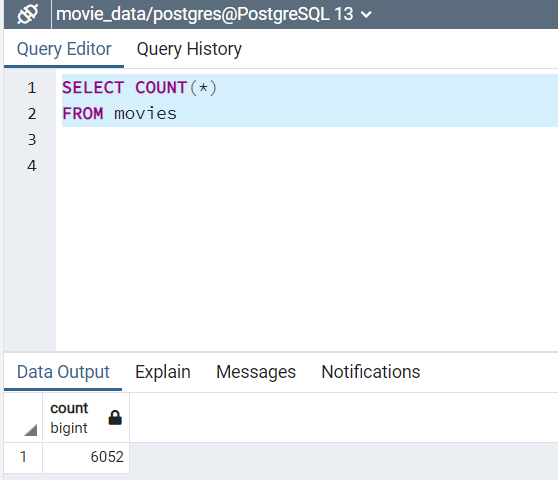 movie_data/postgres@PostgreSQL 13
Query Editor Query History
1 SELECT COUNT(*)
2 FROM movies
3
4
Data Output Explain Messages Notifications
count
bigint
1 6052